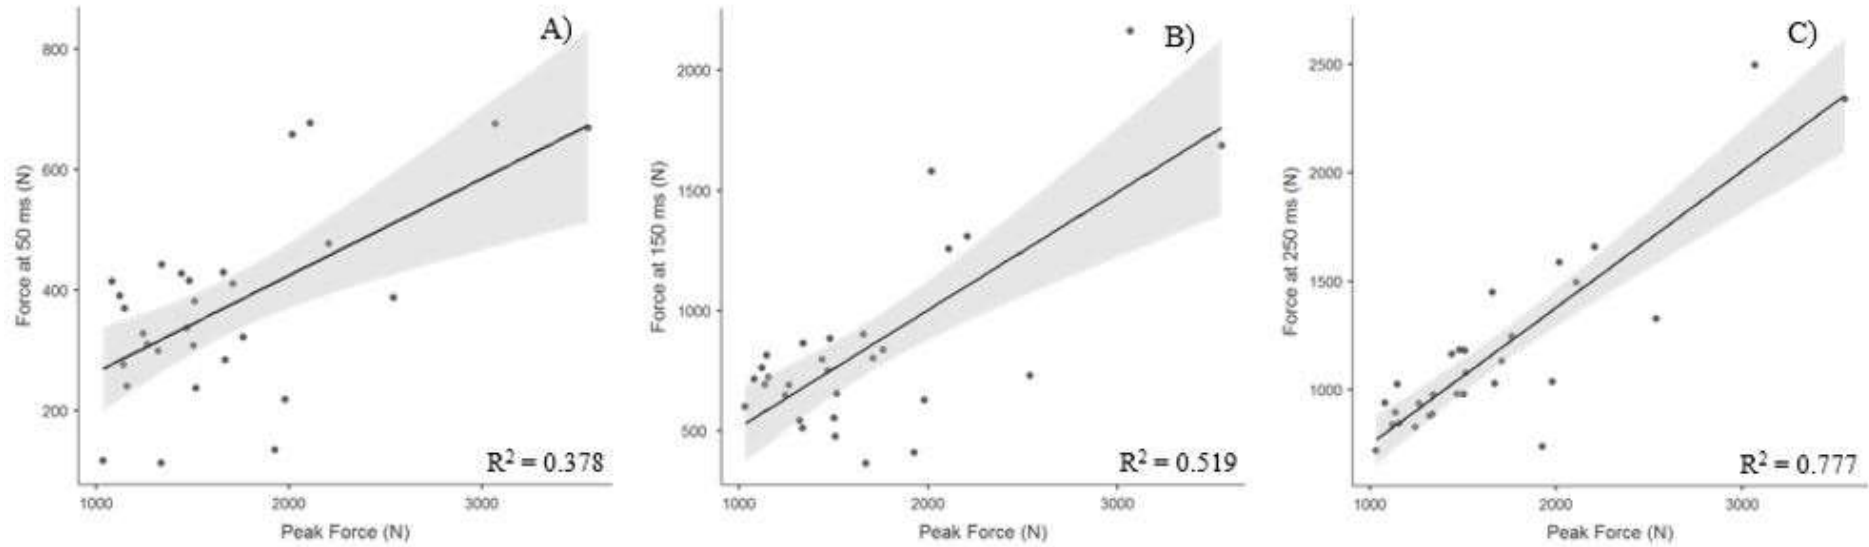 A)
800
600
400
200
Force at 50 ms (N)
1000 2000 3000
Peak Force (N)
R² = 0.378
B)
2000
1500
1000
500
Force at 150 ms (N)
1000 2000 3000
Peak Force (N)
R² = 0.519
C)
2500
2000
1500
1000
Force at 250 ms (N)
1000 2000 3000
Peak Force (N)
R² = 0.777